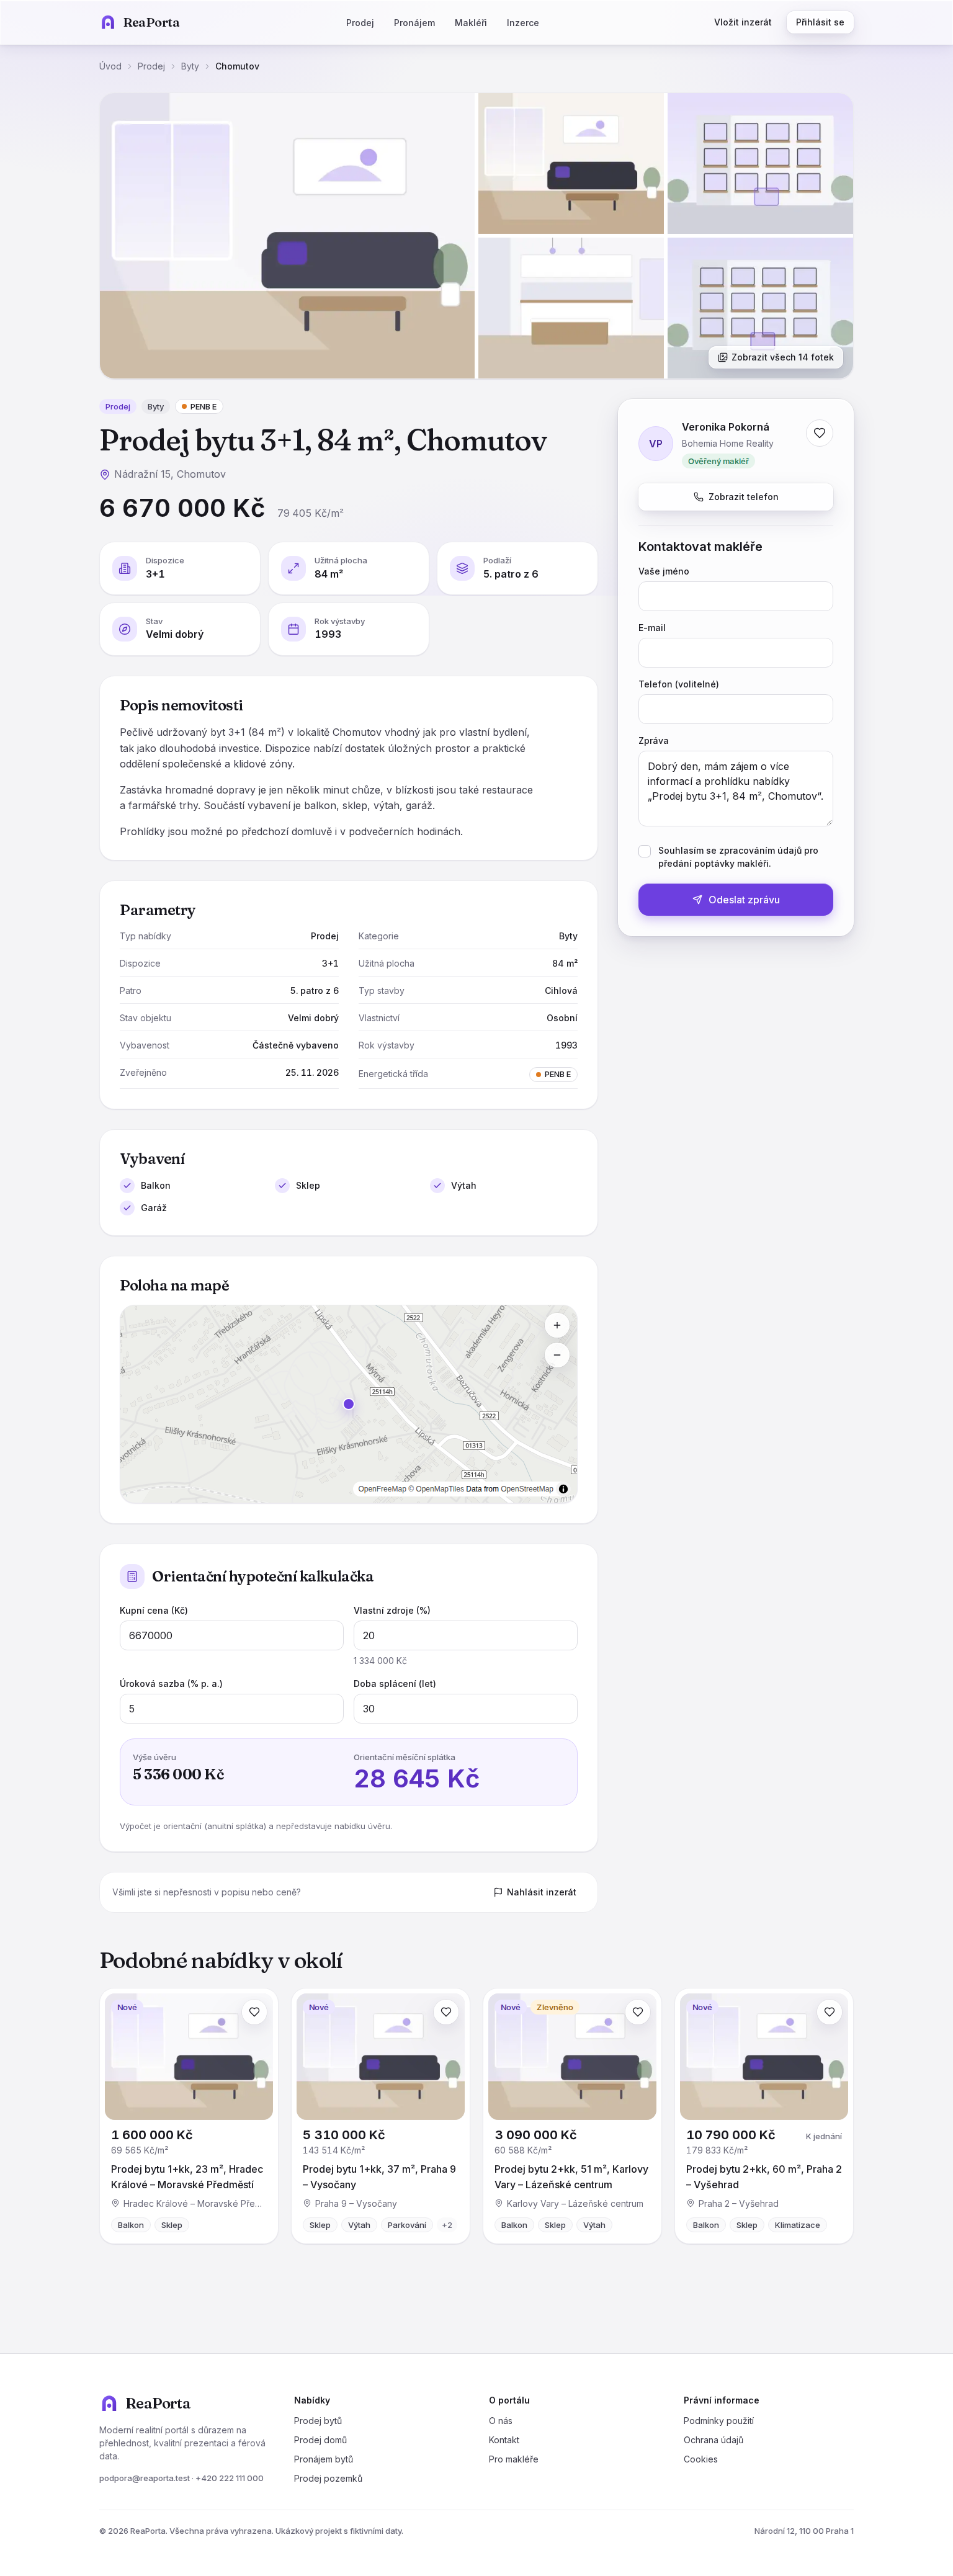 ReaPorta
Prodej
Pronájem
Makléři
Inzerce
Vložit inzerát
Přihlásit se
Úvod > Prodej > Byty > Chomutov
Zobrazit všech 14 fotek
Prodej
Byty
PENB E
Prodej bytu 3+1, 84 m², Chomutov
Nádražní 15, Chomutov
6 670 000 Kč 79 405 Kč/m²
Dispozice
3+1
Užitná plocha
84 m²
Podlaží
5. patro z 6
Stav
Velmi dobrý
Rok výstavby
1993
VP
Veronika Pokorná
Bohemia Home Reality
Ověřený makléř
Zobrazit telefon
Kontaktovat makléře
Vaše jméno
E-mail
Telefon (volitelné)
Zpráva
Dobrý den, mám zájem o více
informací a prohlídku nabídky
„Prodej bytu 3+1, 84 m², Chomutov“.
Souhlasím se zpracováním údajů pro
předání poptávky makléři.
Odeslat zprávu
Popis nemovitosti
Pečlivě udržovaný byt 3+1 (84 m²) v lokalitě Chomutov vhodný jak pro vlastní bydlení,
tak jako dlouhodobá investice. Dispozice nabízí dostatek úložných prostor a praktické
oddělení společenské a klidové zóny.
Zastávka hromadné dopravy je jen několik minut chůze, v blízkosti jsou také restaurace
a farmářské trhy. Součástí vybavení je balkon, sklep, výtah, garáž.
Prohlídky jsou možné po předchozí domluvě i v podvečerních hodinách.
Parametry
Typ nabídky Prodej
Kategorie Byty
Dispozice 3+1
Užitná plocha 84 m²
Patro 5. patro z 6
Typ stavby Cihlová
Stav objektu Velmi dobrý
Vlastnictví Osobní
Vybavenost Částečně vybaveno
Rok výstavby 1993
Zveřejněno 25. 11. 2026
Energetická třída PENB E
Vybavení
Balkon
Sklep
Výtah
Garáž
Poloha na mapě
Třebízského
Hraničářská
Lipská
2522
Chomutovka
akademika Heyro
Zengerova
Kostnick
Mýtná
25114h
Bezručova
Hornická
2522
Elišky Krásnohorské
Elišky Krásnohorské
Lipská
01313
25114h
OpenFreeMap © OpenMapTiles Data from OpenStreetMap
Orientační hypoteční kalkulačka
Kupní cena (Kč)
6670000
Vlastní zdroje (%)
20
1 334 000 Kč
Úroková sazba (% p. a.)
5
Doba splácení (let)
30
Výše úvěru
5 336 000 Kč
Orientační měsíční splátka
28 645 Kč
Výpočet je orientační (anuitní splátka) a nepředstavuje nabídku úvěru.
Všimli jste si nepřesnosti v popisu nebo ceně?
Nahlásit inzerát
Podobné nabídky v okolí
Nové
1 600 000 Kč
69 565 Kč/m²
Prodej bytu 1+kk, 23 m², Hradec
Králové – Moravské Předměstí
Hradec Králové – Moravské Pře...
Balkon
Sklep
Nové
5 310 000 Kč
143 514 Kč/m²
Prodej bytu 1+kk, 37 m², Praha 9
– Vysočany
Praha 9 – Vysočany
Sklep
Výtah
Parkování
+2
Nové
Zlevněno
3 090 000 Kč
60 588 Kč/m²
Prodej bytu 2+kk, 51 m², Karlovy
Vary – Lázeňské centrum
Karlovy Vary – Lázeňské centrum
Balkon
Sklep
Výtah
Nové
10 790 000 Kč
K jednání
179 833 Kč/m²
Prodej bytu 2+kk, 60 m², Praha 2
– Vyšehrad
Praha 2 – Vyšehrad
Balkon
Sklep
Klimatizace
ReaPorta
Moderní realitní portál s důrazem na
přehlednost, kvalitní prezentaci a férová
data.
podpora@reaporta.test · +420 222 111 000
Nabídky
Prodej bytů
Prodej domů
Pronájem bytů
Prodej pozemků
O portálu
O nás
Kontakt
Pro makléře
Právní informace
Podmínky použití
Ochrana údajů
Cookies
© 2026 ReaPorta. Všechna práva vyhrazena. Ukázkový projekt s fiktivními daty.
Národní 12, 110 00 Praha 1